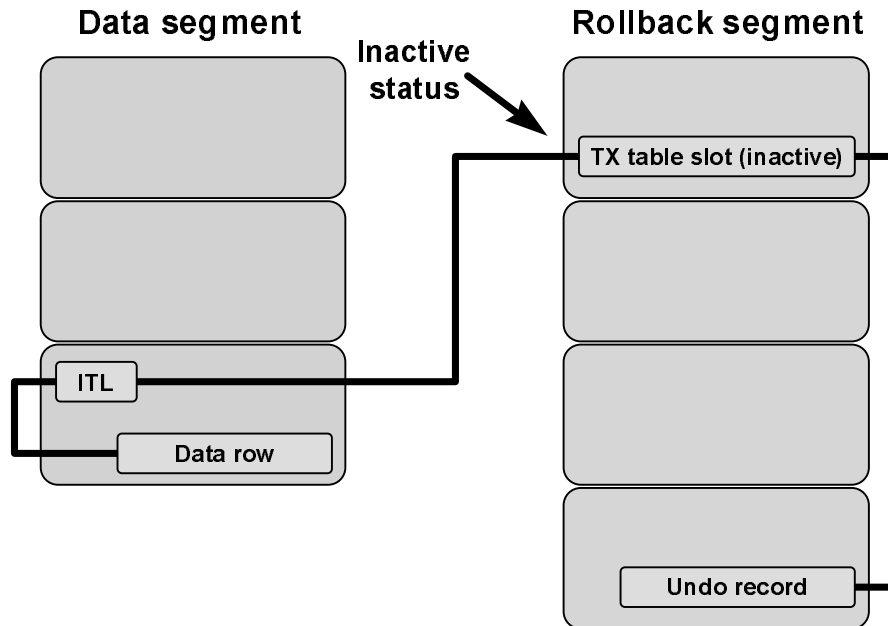 Data segment
Rollback segment
Inactive
status
TX table slot (inactive)
ITL
Data row
Undo record